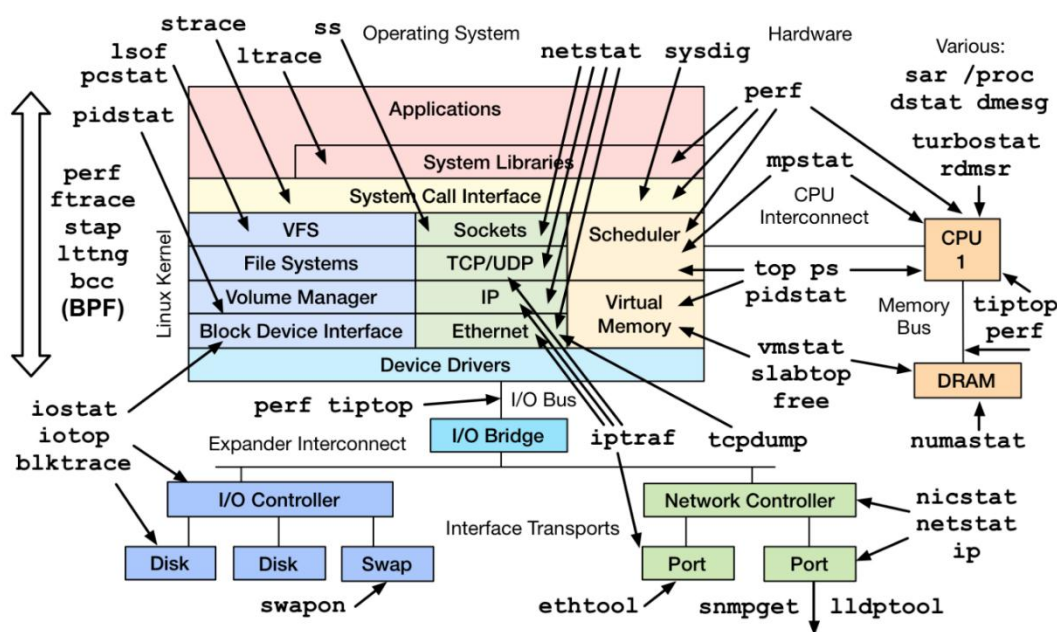 strace
ss
Operating System
Hardware
Various:
lsof
ltrace
netstat
sysdig
sar /proc
pcstat
dstat dmesg
perf
pidstat
Applications
turbostat
rdmsr
System Libraries
mpstat
perf
ftrace
stap
lttng
bcc
(BPF)
System Call Interface
CPU
Interconnect
Linux Kernel
VFS
Sockets
Scheduler
CPU
1
File Systems
TCP/UDP
top ps
pidstat
Volume Manager
IP
Virtual
Memory
Memory
Bus
tiptop
perf
Block Device Interface
Ethernet
vmstat
slabtop
free
Device Drivers
DRAM
perf tiptop
I/O Bus
iostat
iotop
blktrace
Expander Interconnect
I/O Bridge
iptraf
tcpdump
numastat
I/O Controller
Network Controller
nicstat
netstat
ip
Interface Transports
Disk
Disk
Swap
Port
Port
swapon
ethtool
snmpget
lldptool